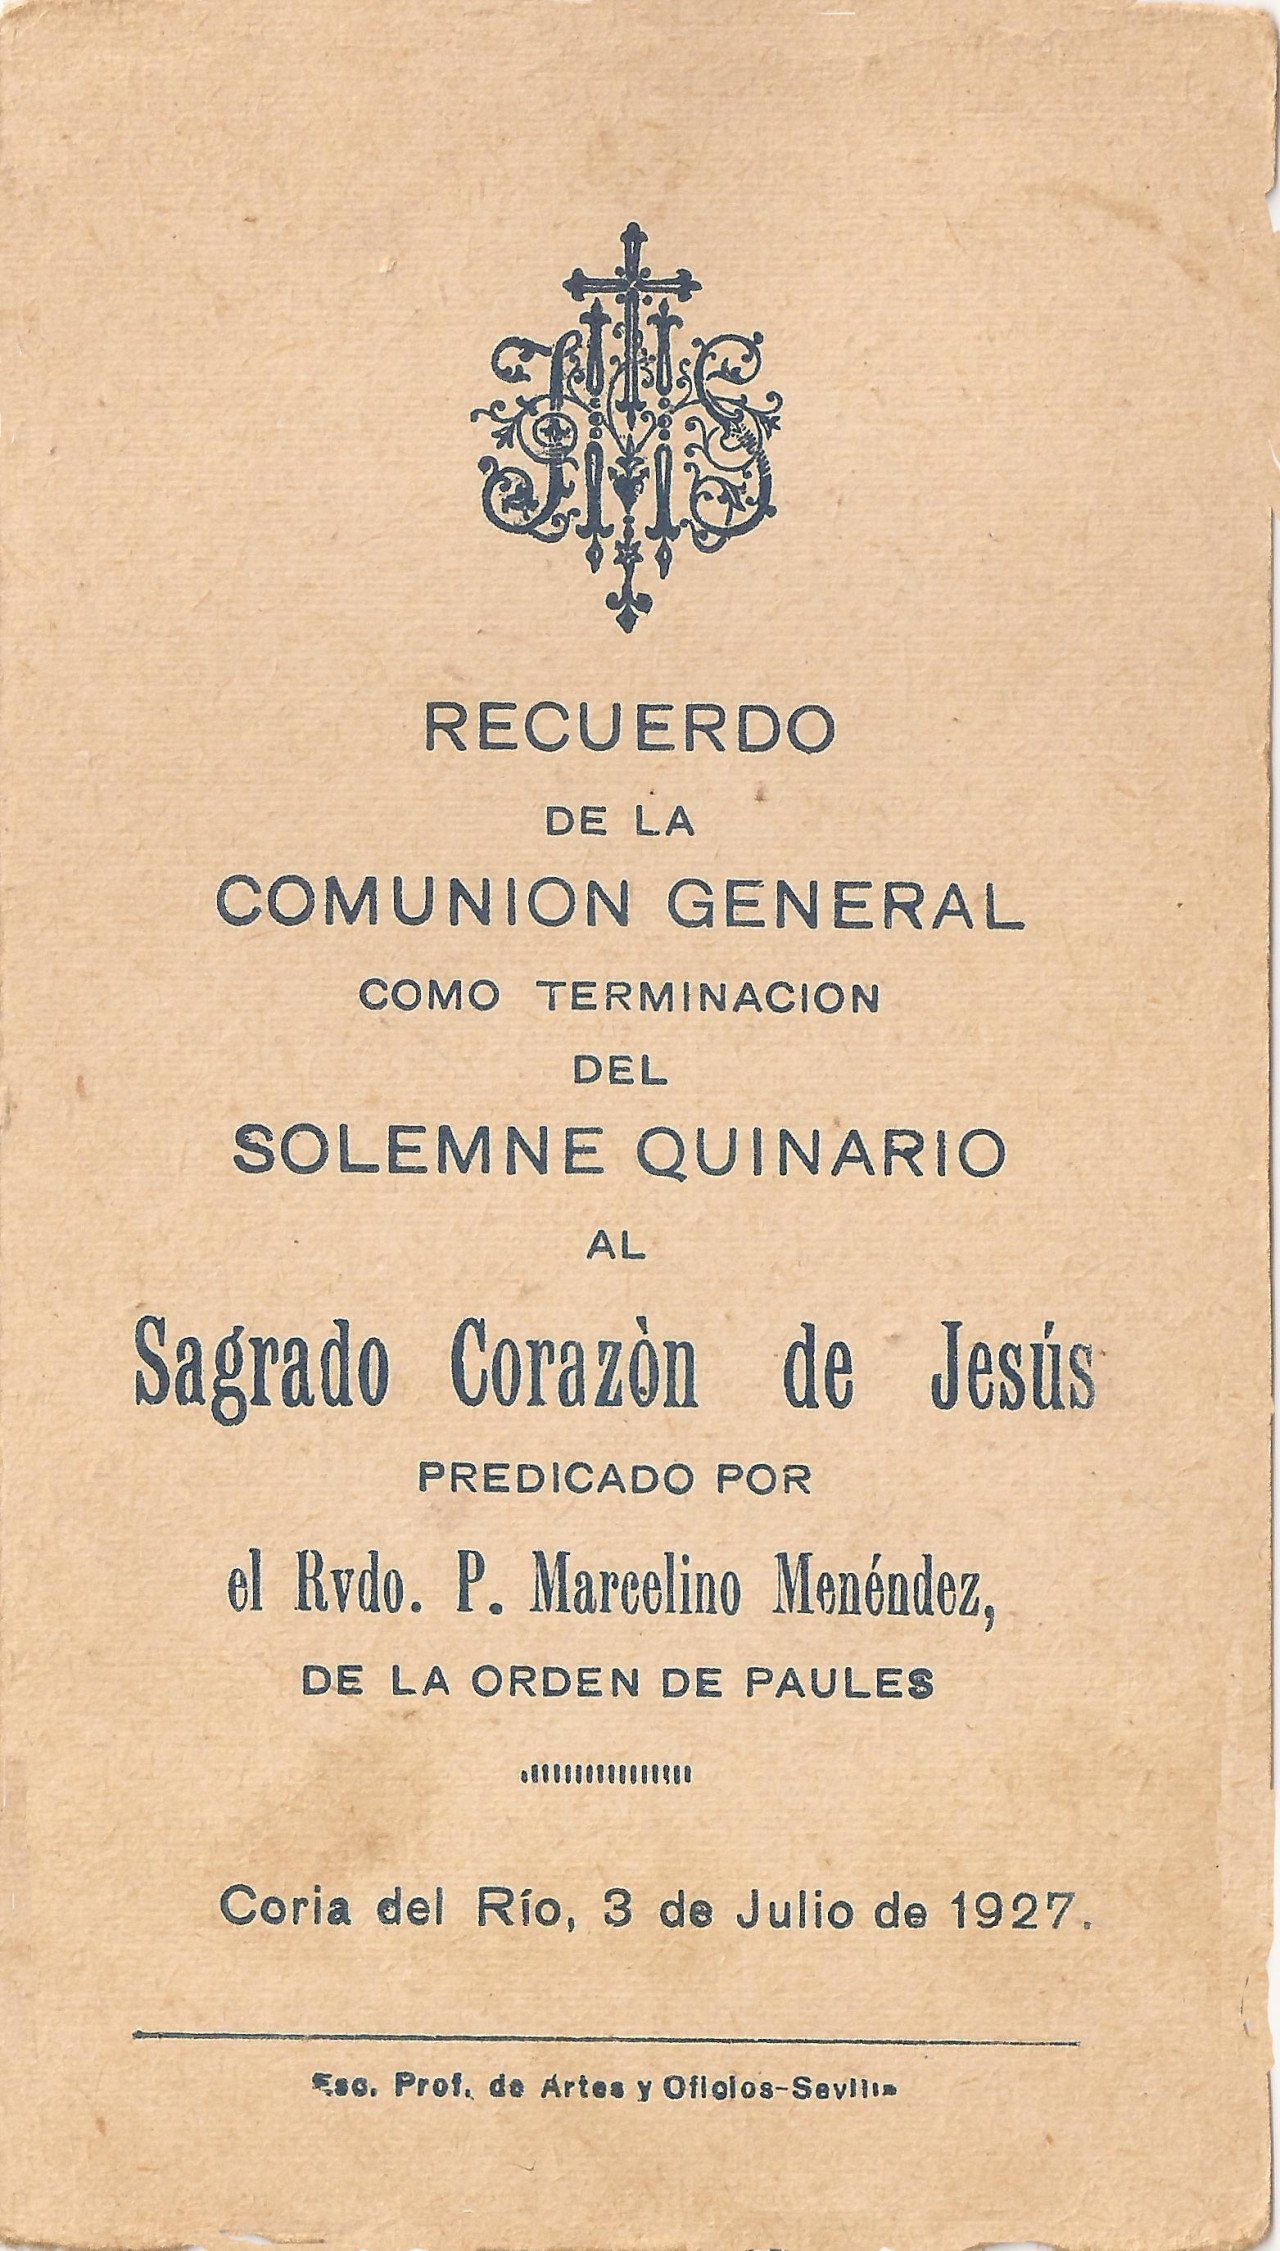 JHS
RECUERDO
DE LA
COMUNION GENERAL
COMO TERMINACION
DEL
SOLEMNE QUINARIO
AL
Sagrado Corazòn de Jesús
PREDICADO POR
el Rvdo. P. Marcelino Menéndez,
DE LA ORDEN DE PAULES
Coria del Río, 3 de Julio de 1927.
Esc. Prof. de Artes y Oficios-Sevilla